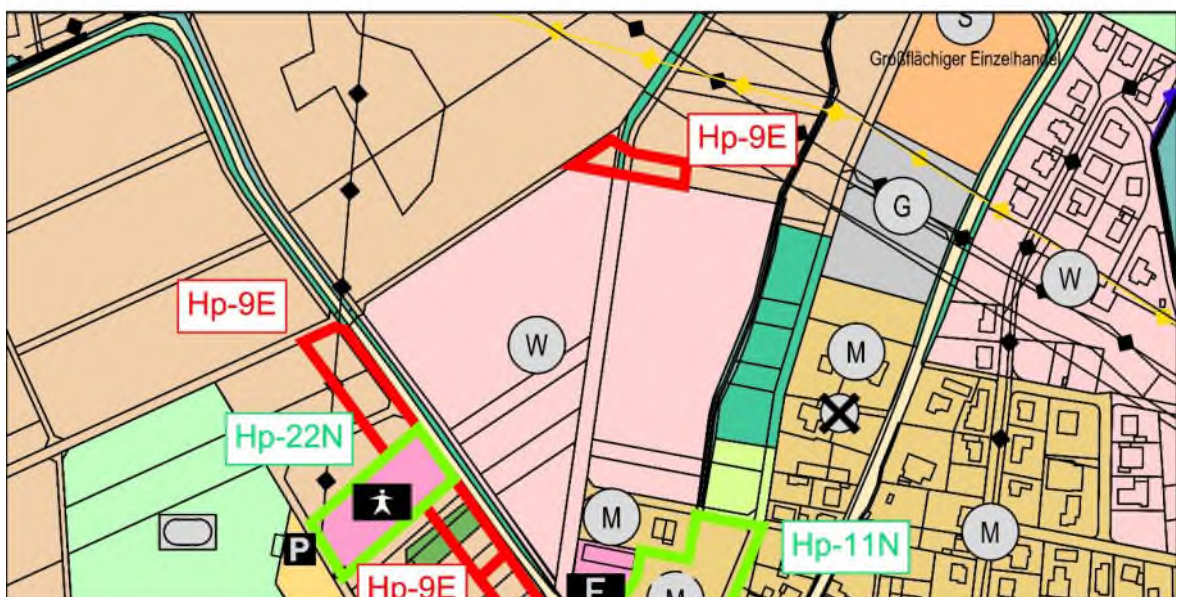 S
Großflächiger Einzelhandel
Hp-9E
G
W
Hp-9E
W
M
Hp-22N
M
M
Hp-11N
P
Hp-9E
F
M